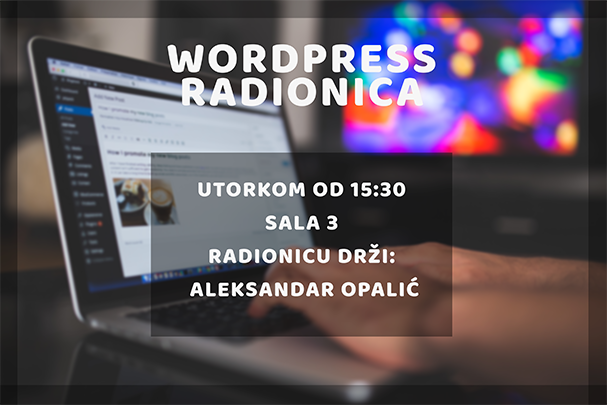 WORDPRESS
RADIONICA
UTORKOM OD 15:30
SALA 3
RADIONICU DRŽI:
ALEKSANDAR OPALIĆ